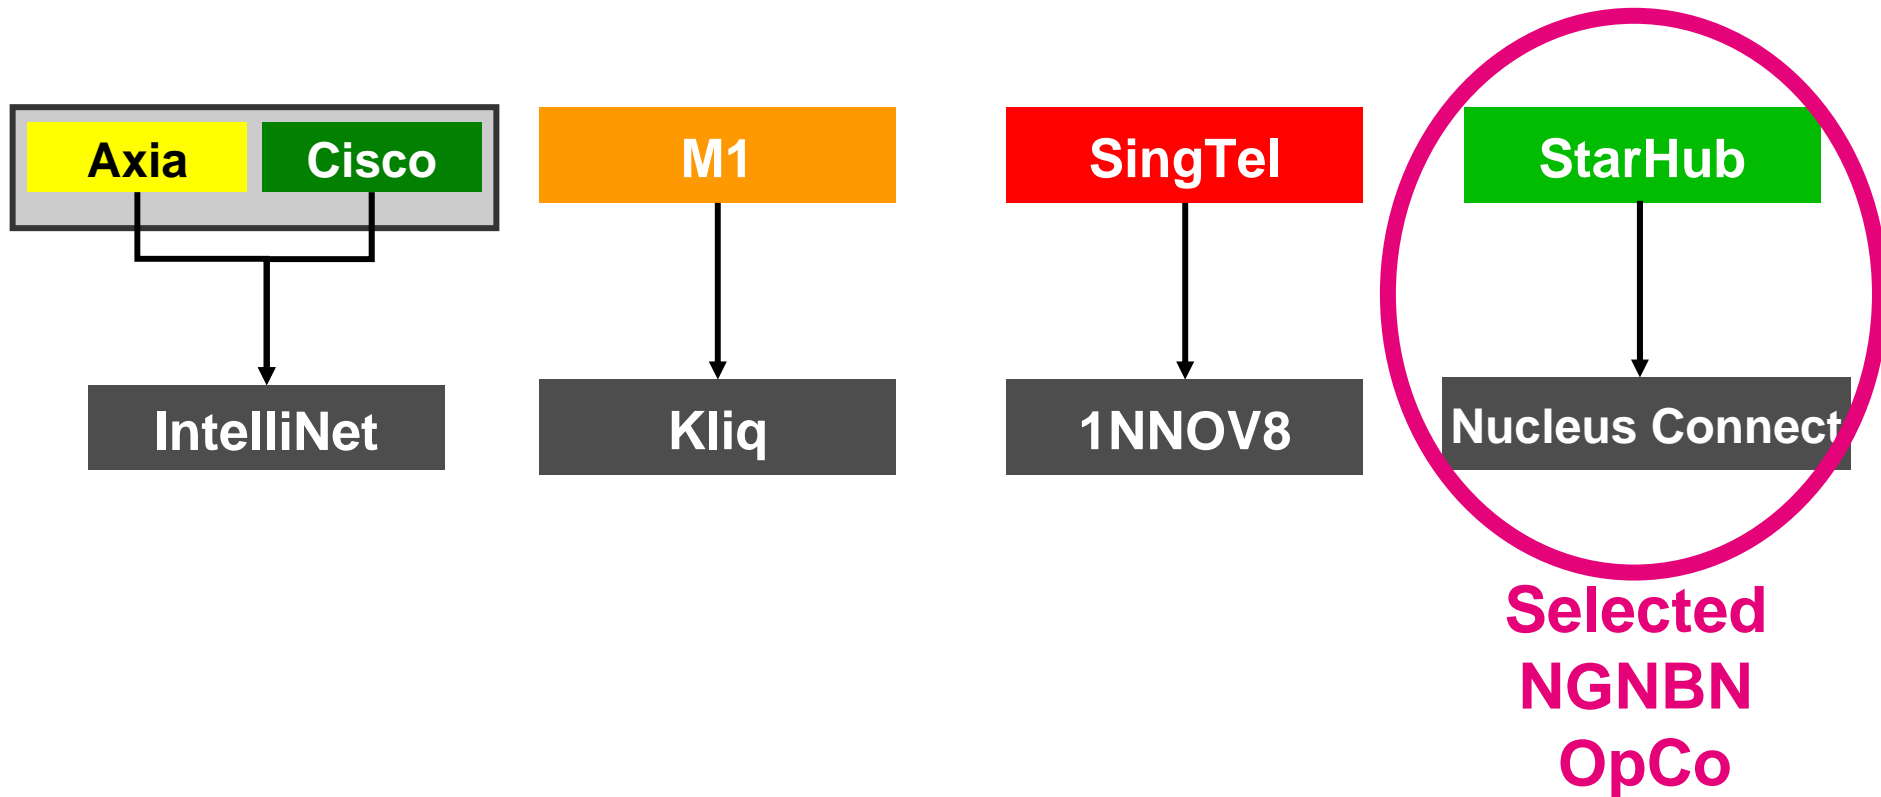 Axia
Cisco
M1
SingTel
StarHub
IntelliNet
Kliq
1NNOV8
Nucleus Connect
Selected
NGNBN
OpCo